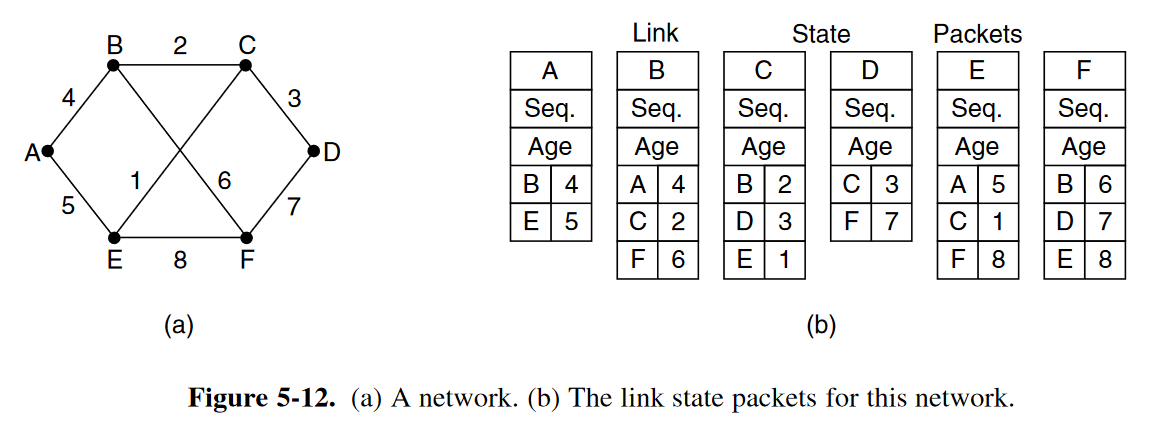 Link State Packets
B 2 C
A B C D E F
4 3
Seq. Seq. Seq. Seq. Seq. Seq.
A D
Age Age Age Age Age Age
1 6
B 4 A 4 B 2 C 3 A 5 B 6
5 7
E 5 C 2 D 3 F 7 C 1 D 7
E 8 F
F 6 E 1 F 8 E 8
(a) (b)
Figure 5-12. (a) A network. (b) The link state packets for this network.